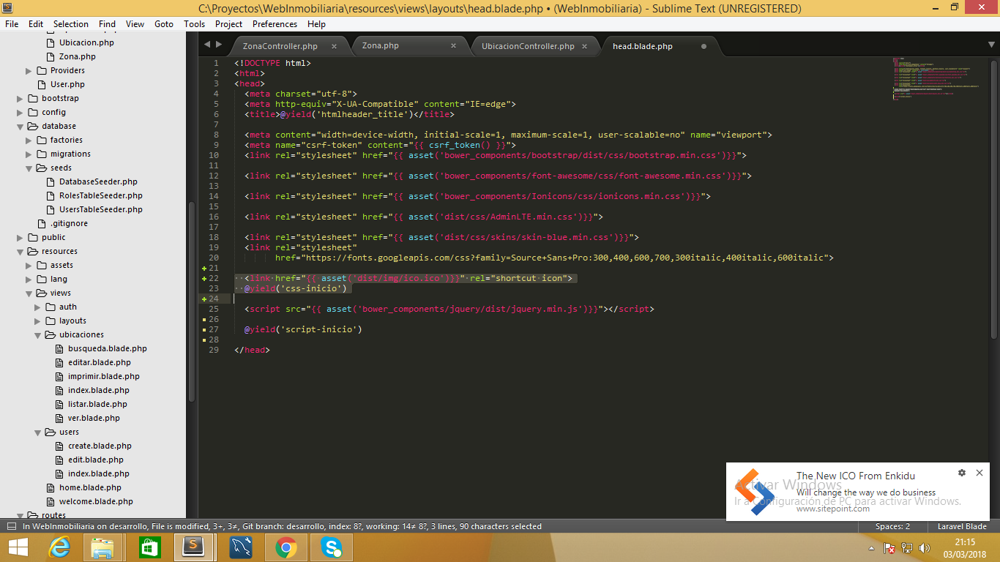 C:\Proyectos\WebInmobiliaria\resources\views\layouts\head.blade.php • (WebInmobiliaria) - Sublime Text (UNREGISTERED)
File Edit Selection Find View Goto Tools Project Preferences Help
Ubicacion.php
Zona.php
Providers
User.php
bootstrap
config
database
factories
migrations
seeds
DatabaseSeeder.php
RolesTableSeeder.php
UsersTableSeeder.php
.gitignore
public
resources
assets
lang
views
auth
layouts
ubicaciones
busqueda.blade.php
editar.blade.php
imprimir.blade.php
index.blade.php
listar.blade.php
ver.blade.php
users
create.blade.php
edit.blade.php
index.blade.php
home.blade.php
welcome.blade.php
routes
ZonaController.php × Zona.php × UbicacionController.php × head.blade.php
1 <!DOCTYPE html>
2 <html>
3 <head>
4 <meta charset="utf-8">
5 <meta http-equiv="X-UA-Compatible" content="IE=edge">
6 <title>@yield('htmlheader_title')</title>
7
8 <meta content="width=device-width, initial-scale=1, maximum-scale=1, user-scalable=no" name="viewport">
9 <meta name="csrf-token" content="{{ csrf_token() }}">
10 <link rel="stylesheet" href="{{ asset('bower_components/bootstrap/dist/css/bootstrap.min.css')}}">
11
12 <link rel="stylesheet" href="{{ asset('bower_components/font-awesome/css/font-awesome.min.css')}}">
13
14 <link rel="stylesheet" href="{{ asset('bower_components/Ionicons/css/ionicons.min.css')}}">
15
16 <link rel="stylesheet" href="{{ asset('dist/css/AdminLTE.min.css')}}">
17
18 <link rel="stylesheet" href="{{ asset('dist/css/skins/skin-blue.min.css')}}">
19 <link rel="stylesheet"
20 href="https://fonts.googleapis.com/css?family=Source+Sans+Pro:300,400,600,700,300italic,400italic,600italic">
21
22 <link href="{{ asset('dist/img/ico.ico')}}" rel="shortcut icon">
23 @yield('css-inicio')
24
25 <script src="{{ asset('bower_components/jquery/dist/jquery.min.js')}}"></script>
26
27 @yield('script-inicio')
28
29 </head>
The New ICO From Enkidu
Activar Windows
Will change the way we do business
Ir a Configuración de PC para activar Windows.
www.sitepoint.com
In WebInmobiliaria on desarrollo, File is modified, 3+, 3≠, Git branch: desarrollo, index: 8?, working: 14≠ 8?, 3 lines, 90 characters selected
Spaces: 2 Laravel Blade
21:15
03/03/2018